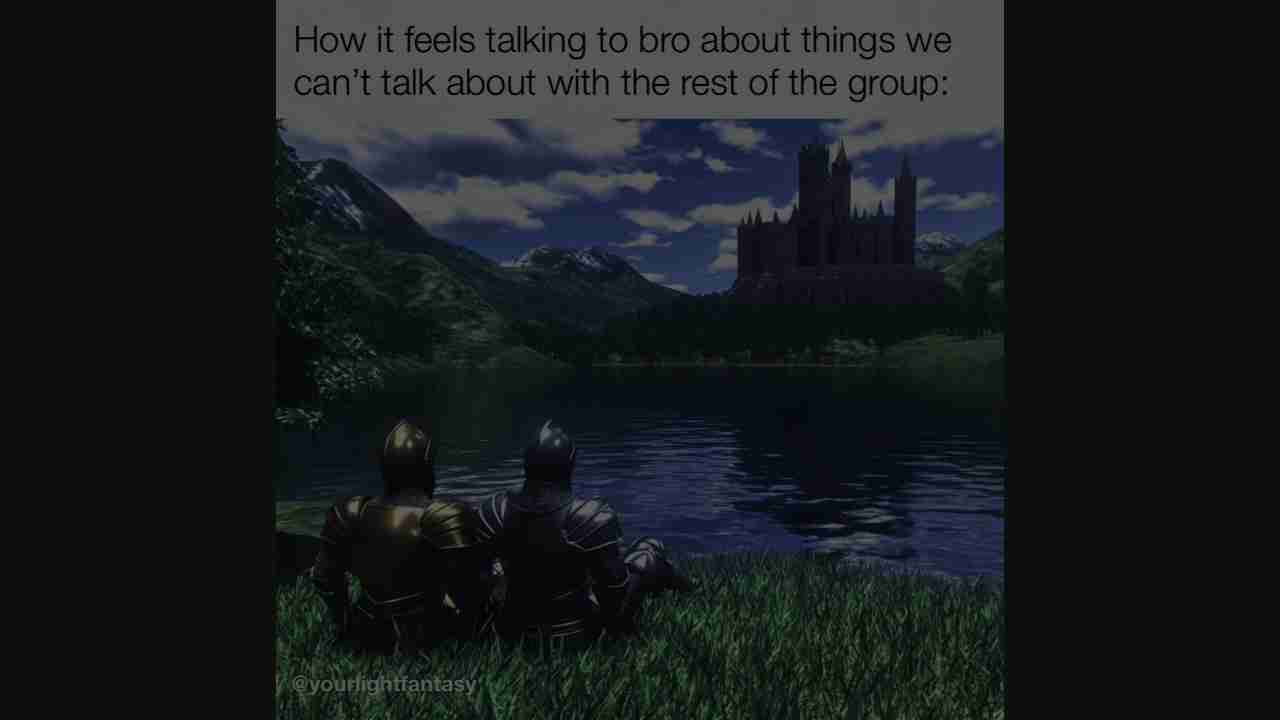 How it feels talking to bro about things we
can’t talk about with the rest of the group:
@yourlightfantasy